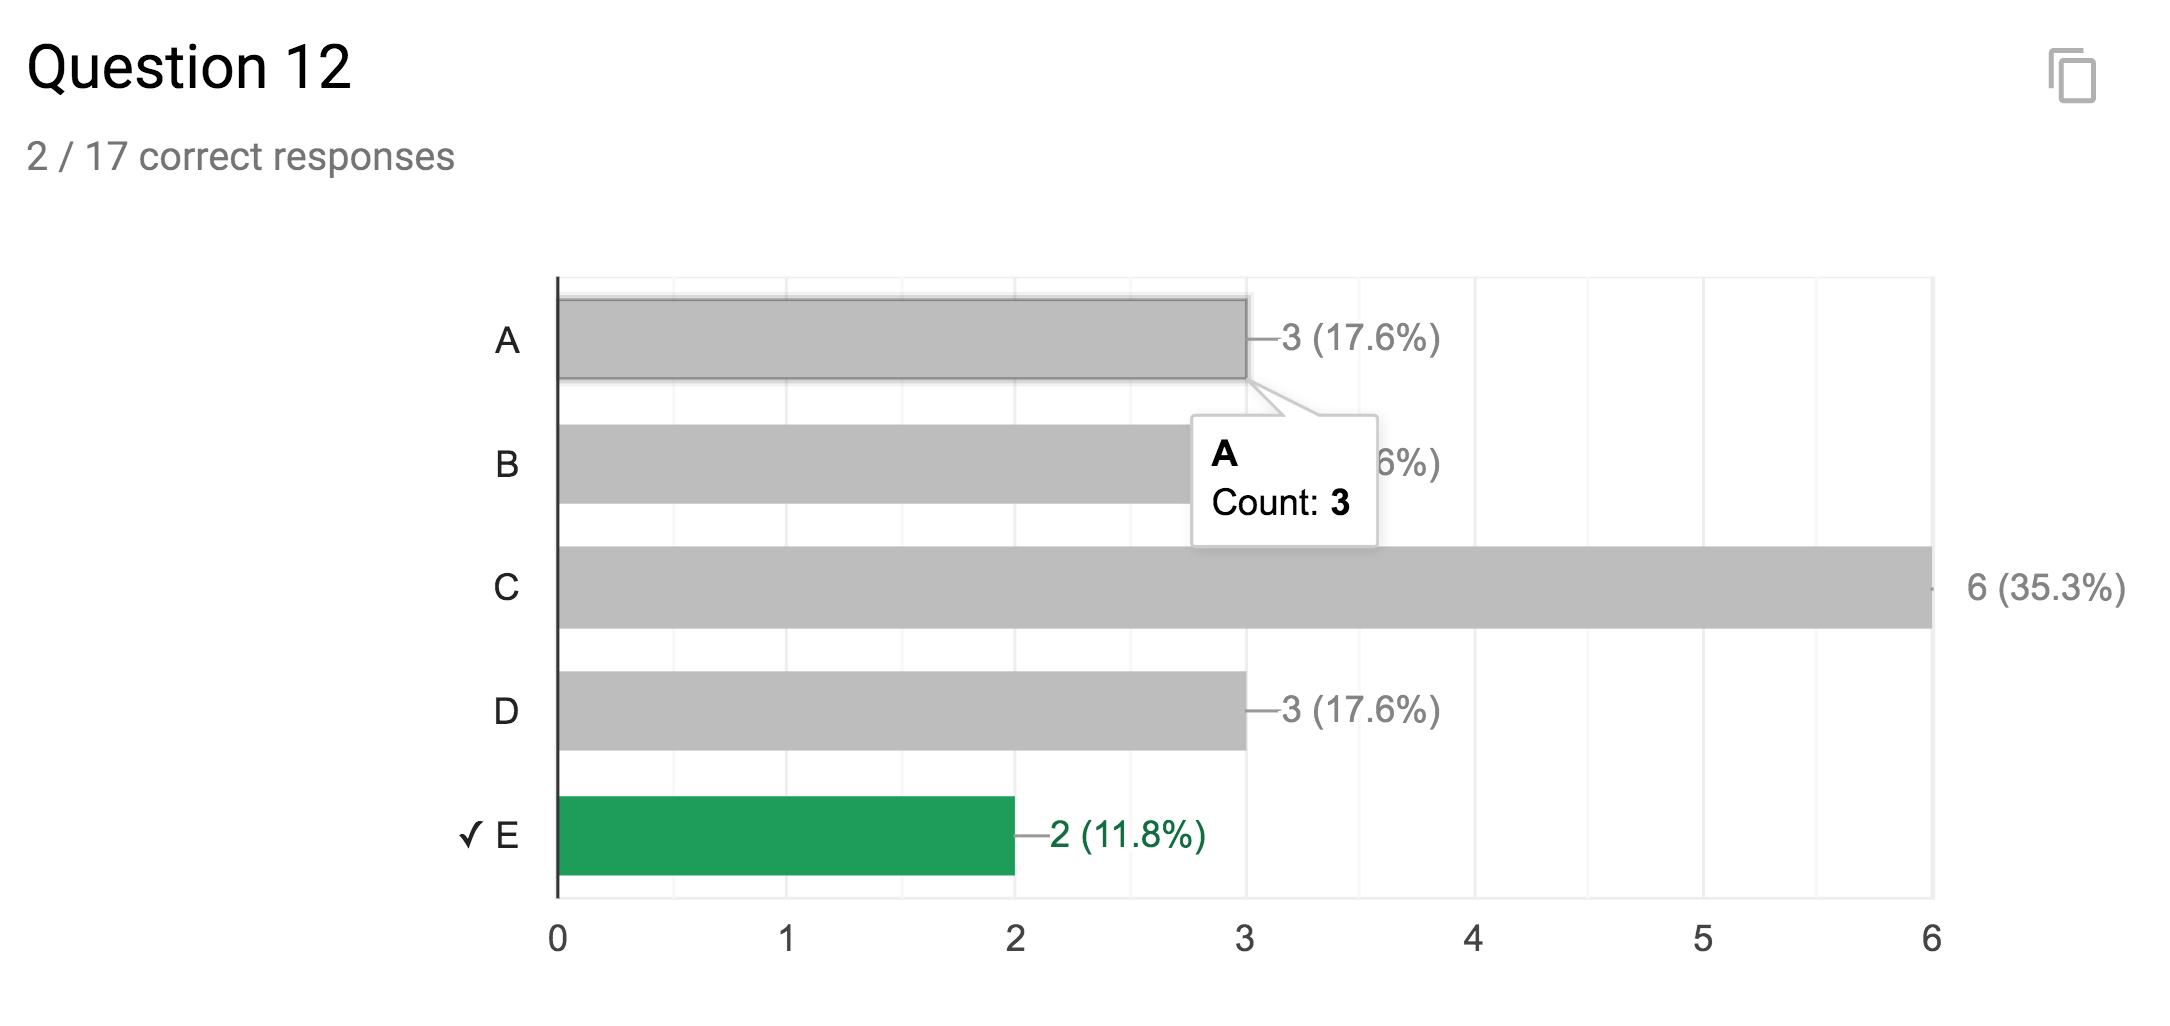 Question 12
2 / 17 correct responses
A
3 (17.6%)
B
6%)
A
Count: 3
C
6 (35.3%)
D
3 (17.6%)
✓ E
2 (11.8%)
0 1 2 3 4 5 6